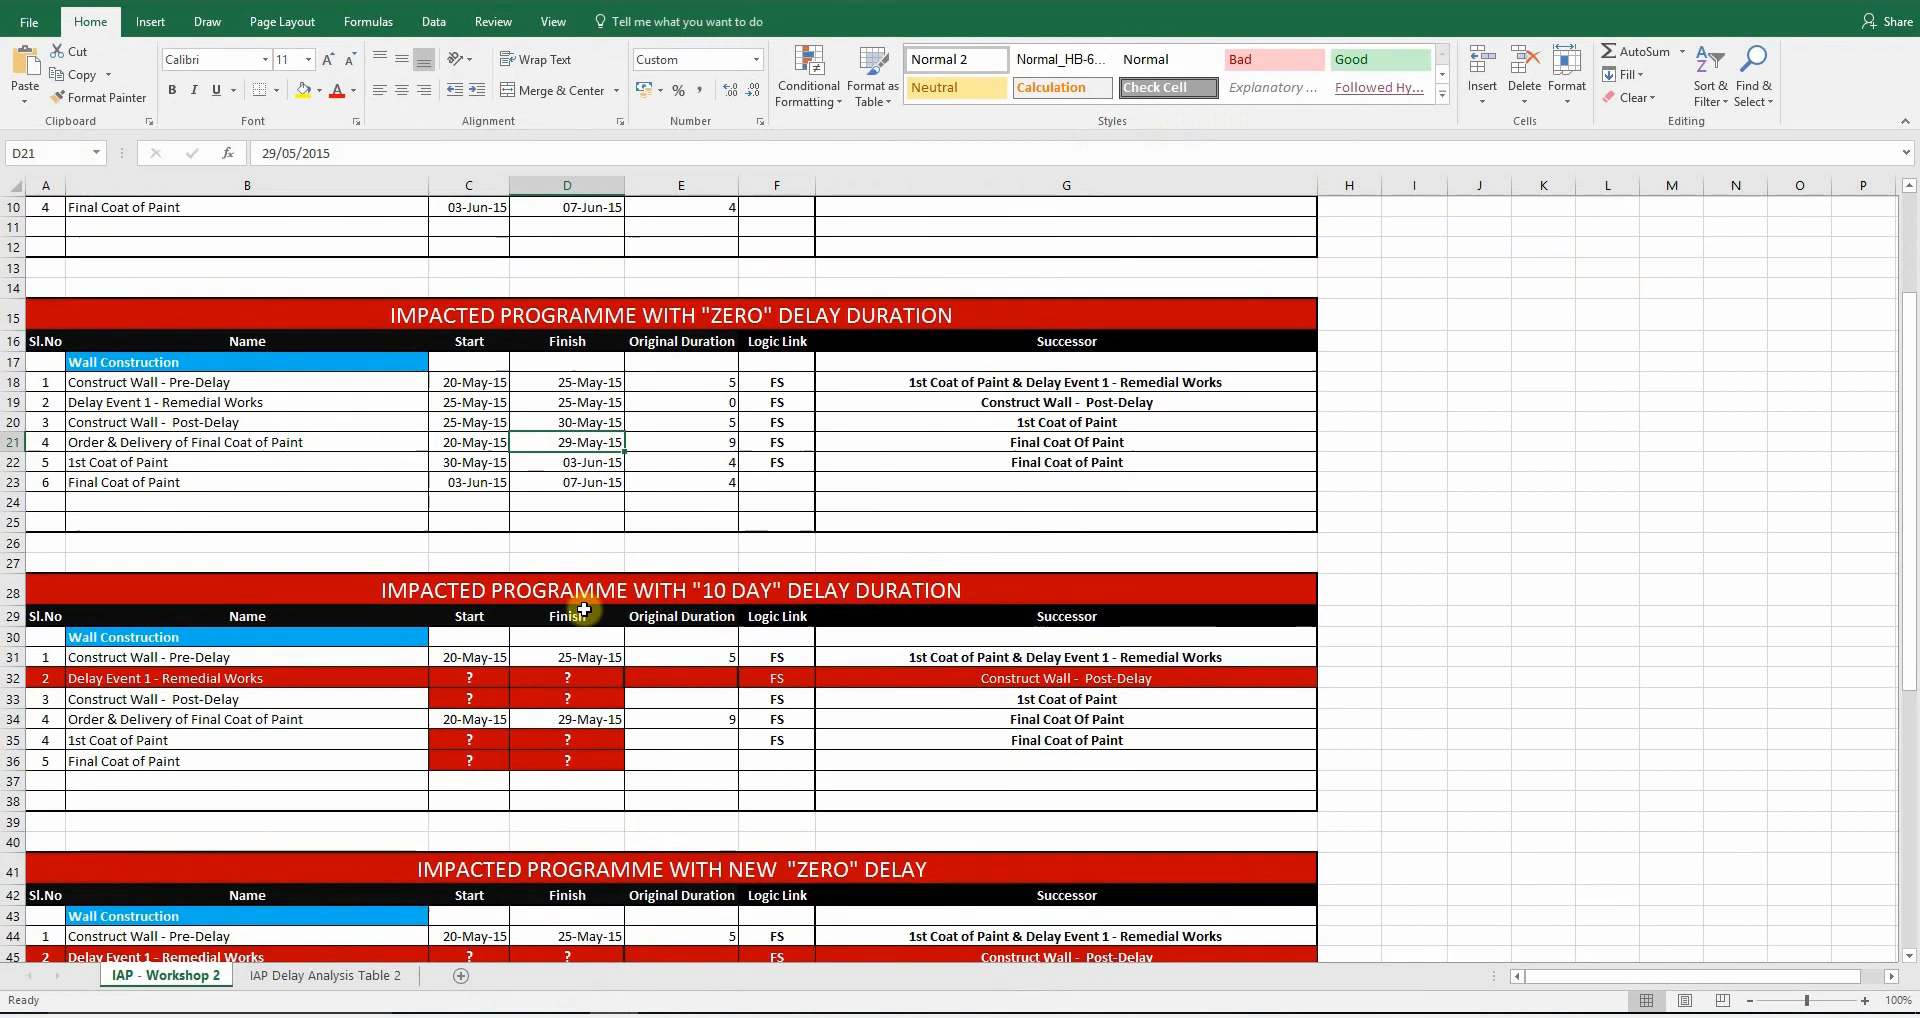 File Home Insert Draw Page Layout Formulas Data Review View Tell me what you want to do Share
Cut
Copy
Format Painter
Paste
Clipboard
Calibri 11
B I U
Font
Wrap Text
Merge & Center
Alignment
Custom
%
Number
Conditional Formatting
Format as Table
Normal 2 Normal_HB-6... Normal Bad Good
Neutral Calculation Check Cell Explanatory ... Followed Hy...
Styles
Insert Delete Format
Cells
AutoSum
Fill
Clear
Sort & Filter
Find & Select
Editing
D21 fx 29/05/2015
A B C D E F G H I J K L M N O P
10 4 Final Coat of Paint 03-Jun-15 07-Jun-15 4
11
12
13
14
15 IMPACTED PROGRAMME WITH "ZERO" DELAY DURATION
16 Sl.No Name Start Finish Original Duration Logic Link Successor
17 Wall Construction
18 1 Construct Wall - Pre-Delay 20-May-15 25-May-15 5 FS 1st Coat of Paint & Delay Event 1 - Remedial Works
19 2 Delay Event 1 - Remedial Works 25-May-15 25-May-15 0 FS Construct Wall -  Post-Delay
20 3 Construct Wall -  Post-Delay 25-May-15 30-May-15 5 FS 1st Coat of Paint
21 4 Order & Delivery of Final Coat of Paint 20-May-15 29-May-15 9 FS Final Coat Of Paint
22 5 1st Coat of Paint 30-May-15 03-Jun-15 4 FS Final Coat of Paint
23 6 Final Coat of Paint 03-Jun-15 07-Jun-15 4
24
25
26
27
28 IMPACTED PROGRAMME WITH "10 DAY" DELAY DURATION
29 Sl.No Name Start Finish Original Duration Logic Link Successor
30 Wall Construction
31 1 Construct Wall - Pre-Delay 20-May-15 25-May-15 5 FS 1st Coat of Paint & Delay Event 1 - Remedial Works
32 2 Delay Event 1 - Remedial Works ? ? FS Construct Wall -  Post-Delay
33 3 Construct Wall -  Post-Delay ? ? FS 1st Coat of Paint
34 4 Order & Delivery of Final Coat of Paint 20-May-15 29-May-15 9 FS Final Coat Of Paint
35 4 1st Coat of Paint ? ? FS Final Coat of Paint
36 5 Final Coat of Paint ? ?
37
38
39
40
41 IMPACTED PROGRAMME WITH NEW  "ZERO" DELAY
42 Sl.No Name Start Finish Original Duration Logic Link Successor
43 Wall Construction
44 1 Construct Wall - Pre-Delay 20-May-15 25-May-15 5 FS 1st Coat of Paint & Delay Event 1 - Remedial Works
45 2 Delay Event 1 - Remedial Works ? ? FS Construct Wall -  Post-Delay
IAP - Workshop 2 IAP Delay Analysis Table 2
Ready 100%